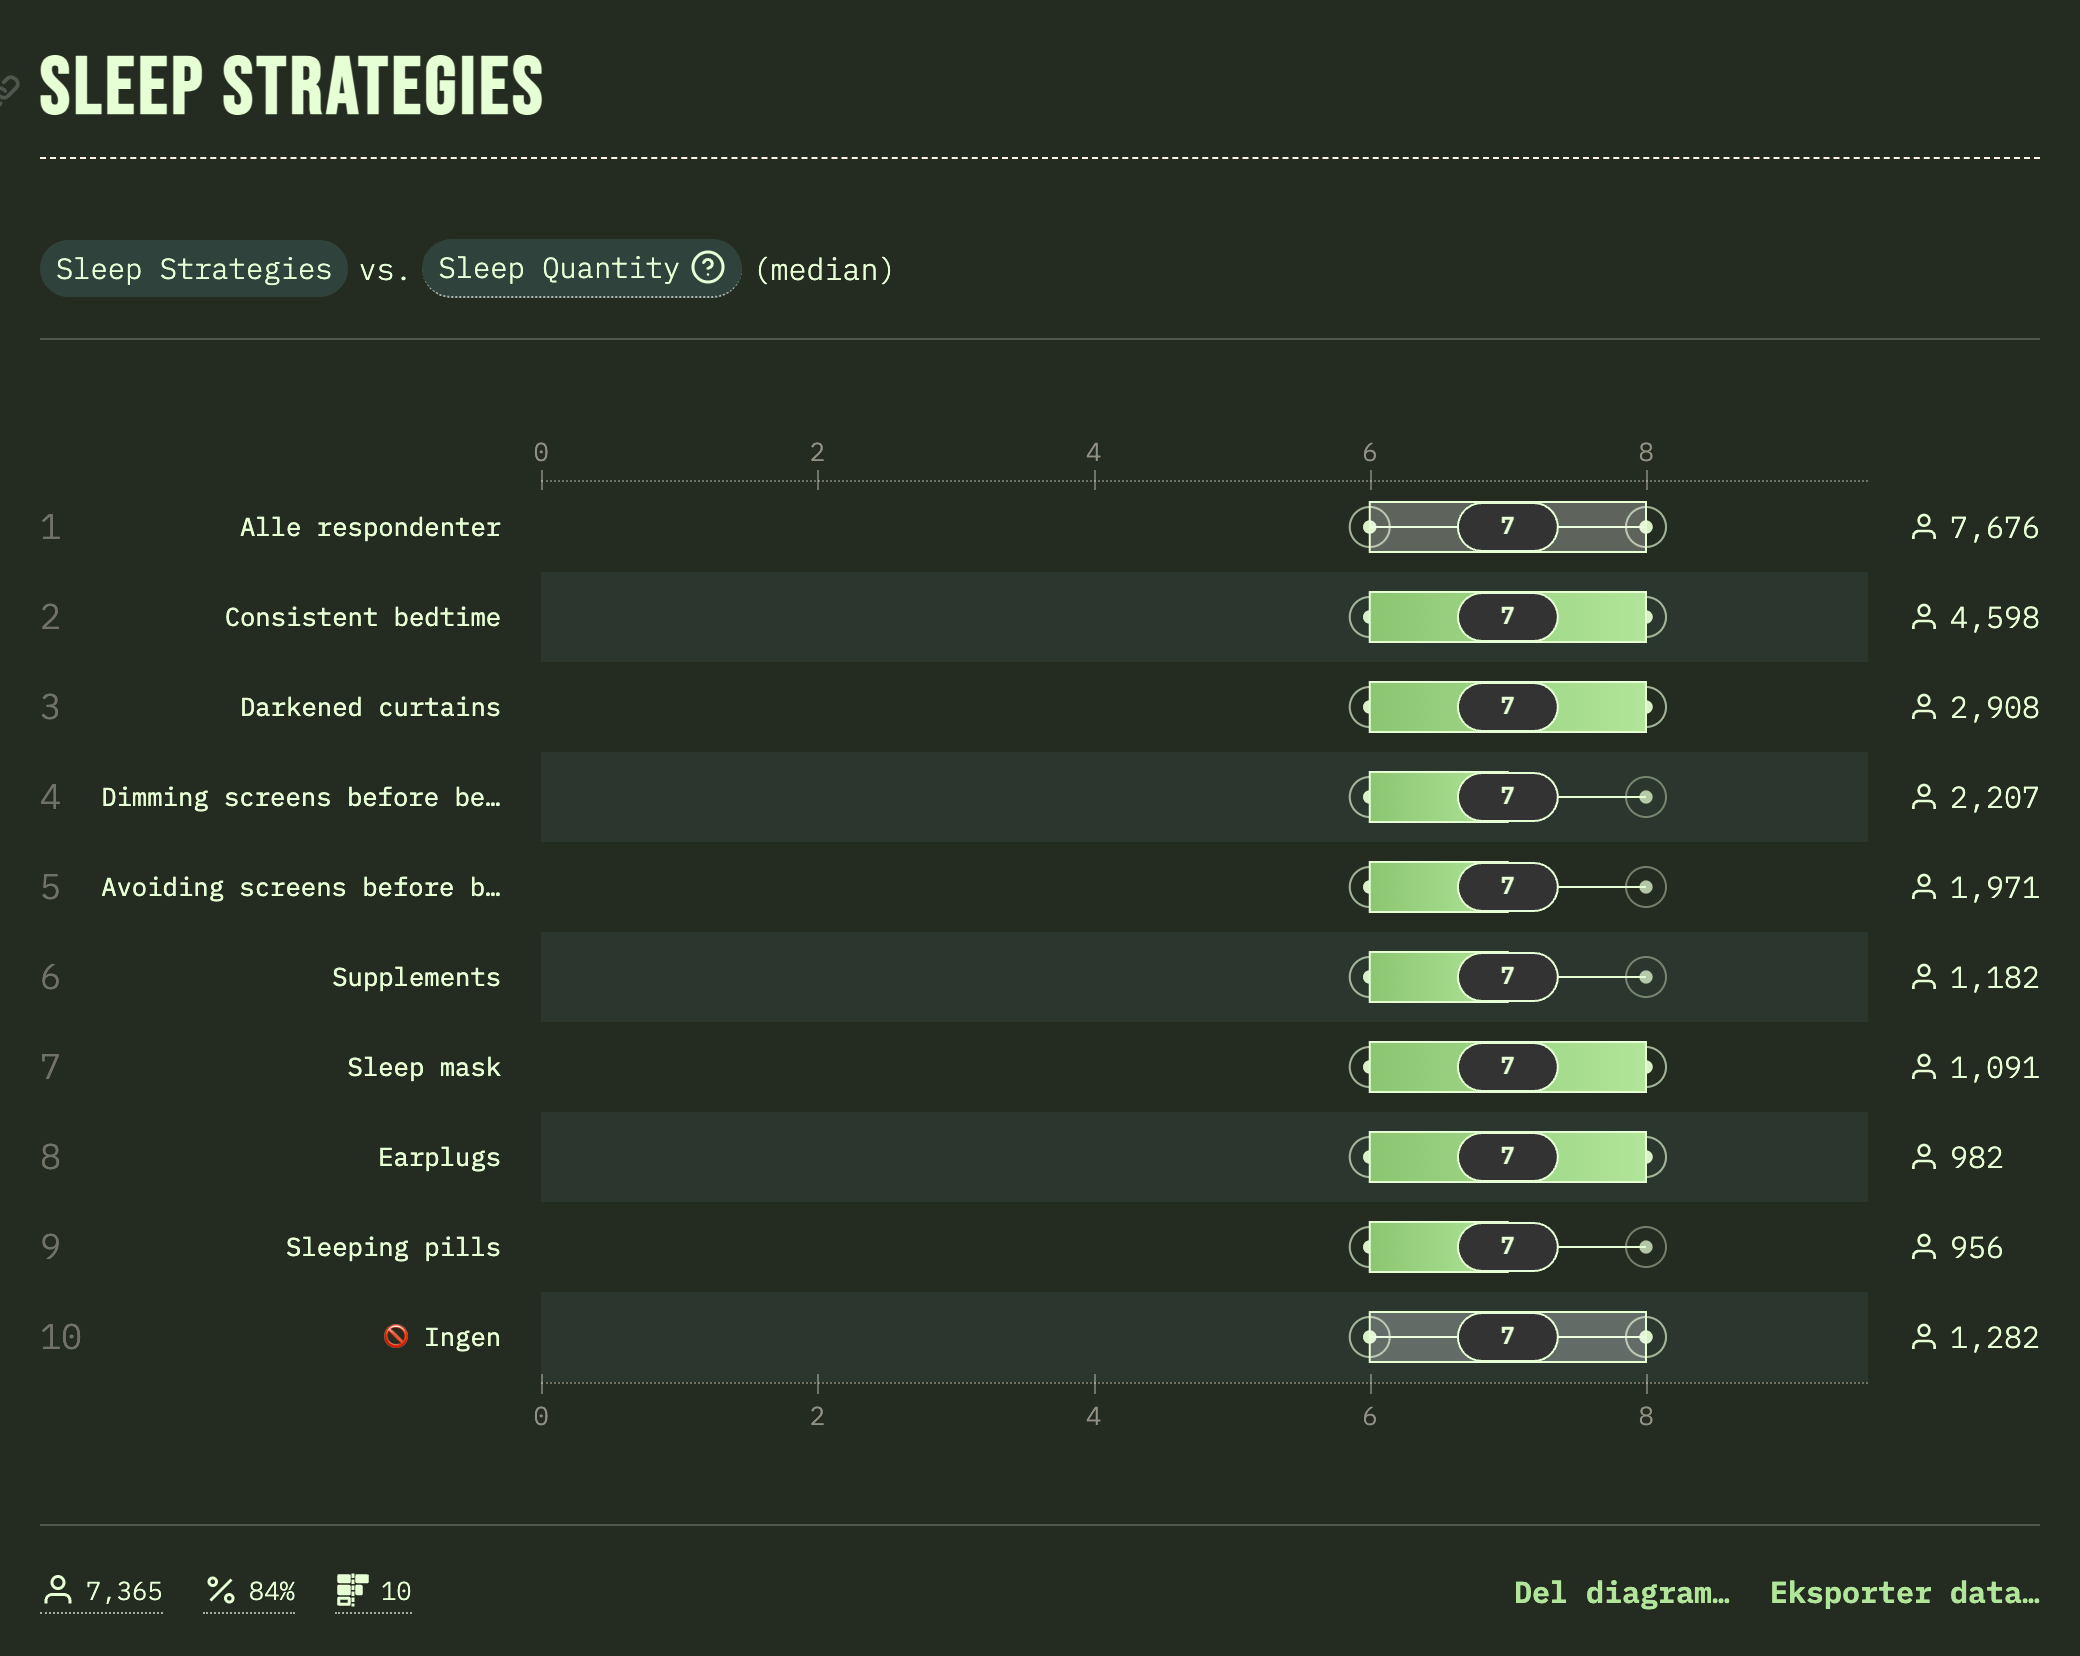 SLEEP STRATEGIES
Sleep Strategies vs. Sleep Quantity (median)
0 2 4 6 8
1 Alle respondenter 7 7,676
2 Consistent bedtime 7 4,598
3 Darkened curtains 7 2,908
4 Dimming screens before be… 7 2,207
5 Avoiding screens before b… 7 1,971
6 Supplements 7 1,182
7 Sleep mask 7 1,091
8 Earplugs 7 982
9 Sleeping pills 7 956
10 Ingen 7 1,282
0 2 4 6 8
7,365 84% 10 Del diagram… Eksporter data…